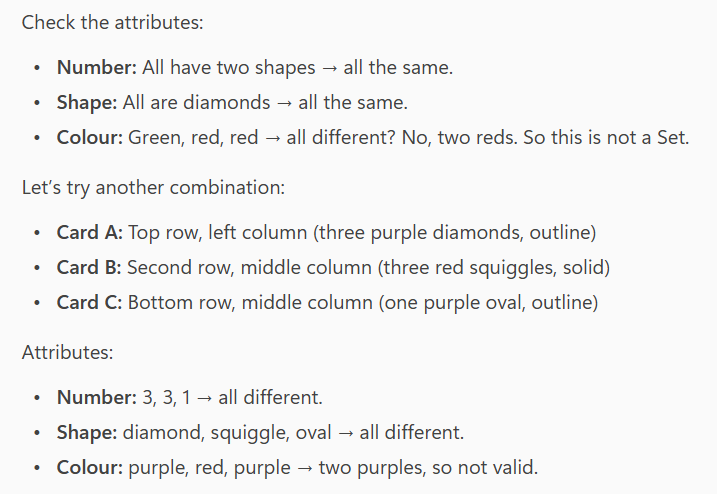 Check the attributes:
• Number: All have two shapes → all the same.
• Shape: All are diamonds → all the same.
• Colour: Green, red, red → all different? No, two reds. So this is not a Set.
Let’s try another combination:
• Card A: Top row, left column (three purple diamonds, outline)
• Card B: Second row, middle column (three red squiggles, solid)
• Card C: Bottom row, middle column (one purple oval, outline)
Attributes:
• Number: 3, 3, 1 → all different.
• Shape: diamond, squiggle, oval → all different.
• Colour: purple, red, purple → two purples, so not valid.